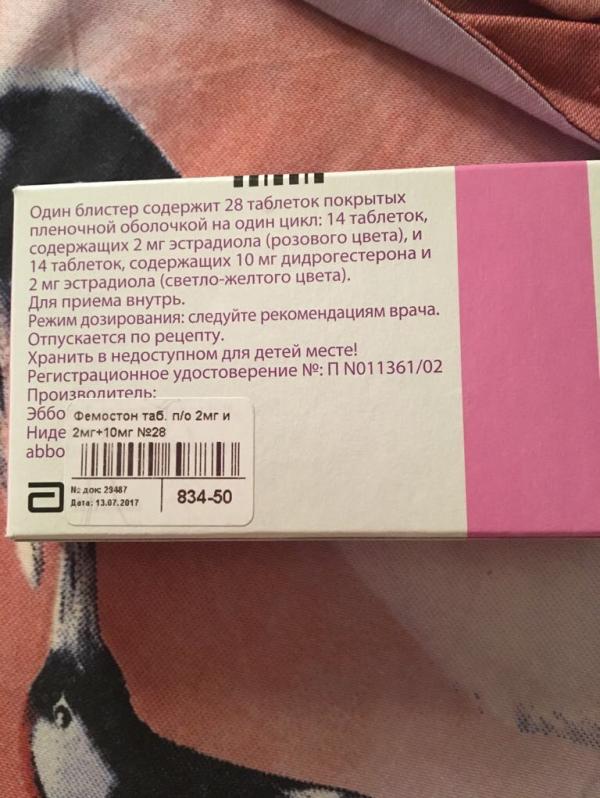 Один блистер содержит 28 таблеток покрытых
пленочной оболочкой на один цикл: 14 таблеток,
содержащих 2 мг эстрадиола (розового цвета), и
14 таблеток, содержащих 10 мг дидрогестерона и
2 мг эстрадиола (светло-желтого цвета).
Для приема внутрь.
Режим дозирования: следуйте рекомендациям врача.
Отпускается по рецепту.
Хранить в недоступном для детей месте!
Регистрационное удостоверение №: П N011361/02
Производитель:
Эббо
Ниде
abbo
Фемостон таб. п/о 2мг и
2мг+10мг №28
№ док: 29487
Дата: 13.07.2017
834-50